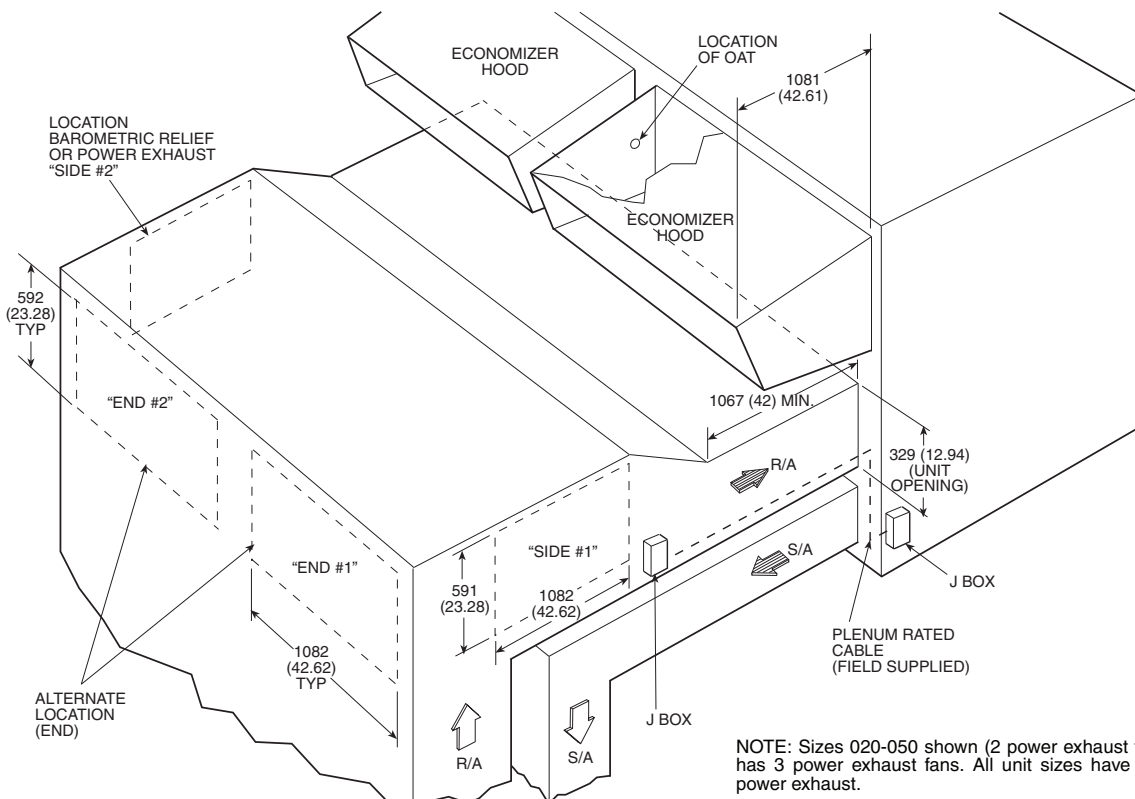 ECONOMIZER
HOOD
LOCATION
OF OAT
1081
(42.61)
LOCATION
BAROMETRIC RELIEF
OR POWER EXHAUST
“SIDE #2”
ECONOMIZER
HOOD
592
(23.28)
TYP
“END #2”
1067 (42) MIN.
R/A
329 (12.94)
(UNIT
OPENING)
“SIDE #1”
S/A
“END #1”
591
(23.28)
1082
(42.62)
J BOX
1082
(42.62)
TYP
PLENUM RATED
CABLE
(FIELD SUPPLIED)
ALTERNATE
LOCATION
(END)
J BOX
R/A
S/A
NOTE: Sizes 020-050 shown (2 power exhaust
has 3 power exhaust fans. All unit sizes have
power exhaust.